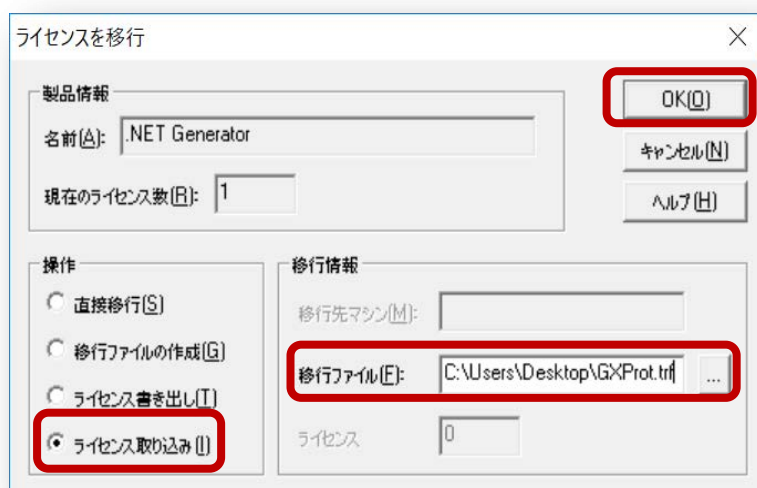 ライセンスを移行
製品情報
名前(A): .NET Generator
現在のライセンス数(R): 1
OK(O)
キャンセル(N)
ヘルプ(H)
操作
直接移行(S)
移行ファイルの作成(G)
ライセンス書き出し(T)
ライセンス取り込み(I)
移行情報
移行先マシン(M):
移行ファイル(F): C:\Users\Desktop\GXProt.trf ...
ライセンス 0